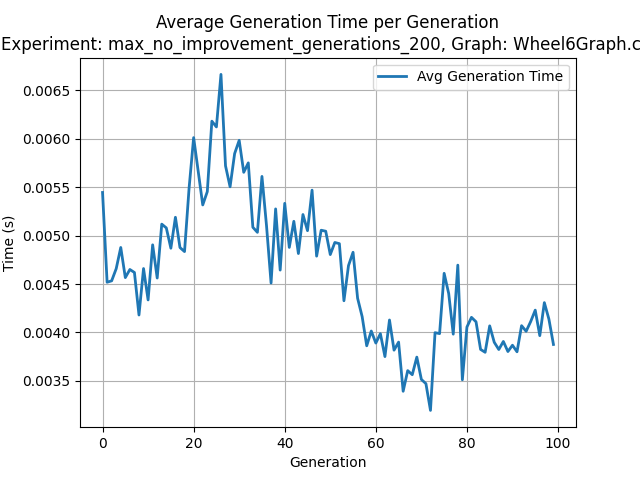 Average Generation Time per Generation
Experiment: max_no_improvement_generations_200, Graph: Wheel6Graph.c
Avg Generation Time
0.0065
0.0060
0.0055
0.0050
0.0045
0.0040
0.0035
Time (s)
0 20 40 60 80 100
Generation